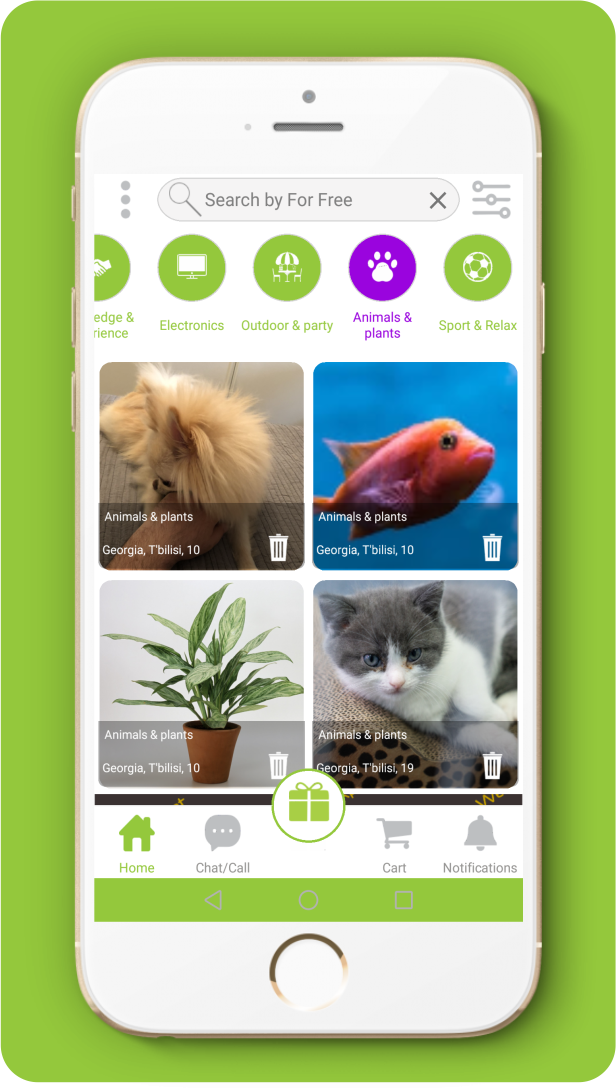 Search by For Free
edge &
rience
Electronics
Outdoor & party
Animals &
plants
Sport & Relax
Animals & plants
Georgia, T'bilisi, 10
Animals & plants
Georgia, T'bilisi, 10
Animals & plants
Georgia, T'bilisi, 10
Animals & plants
Georgia, T'bilisi, 19
Home
Chat/Call
Cart
Notifications